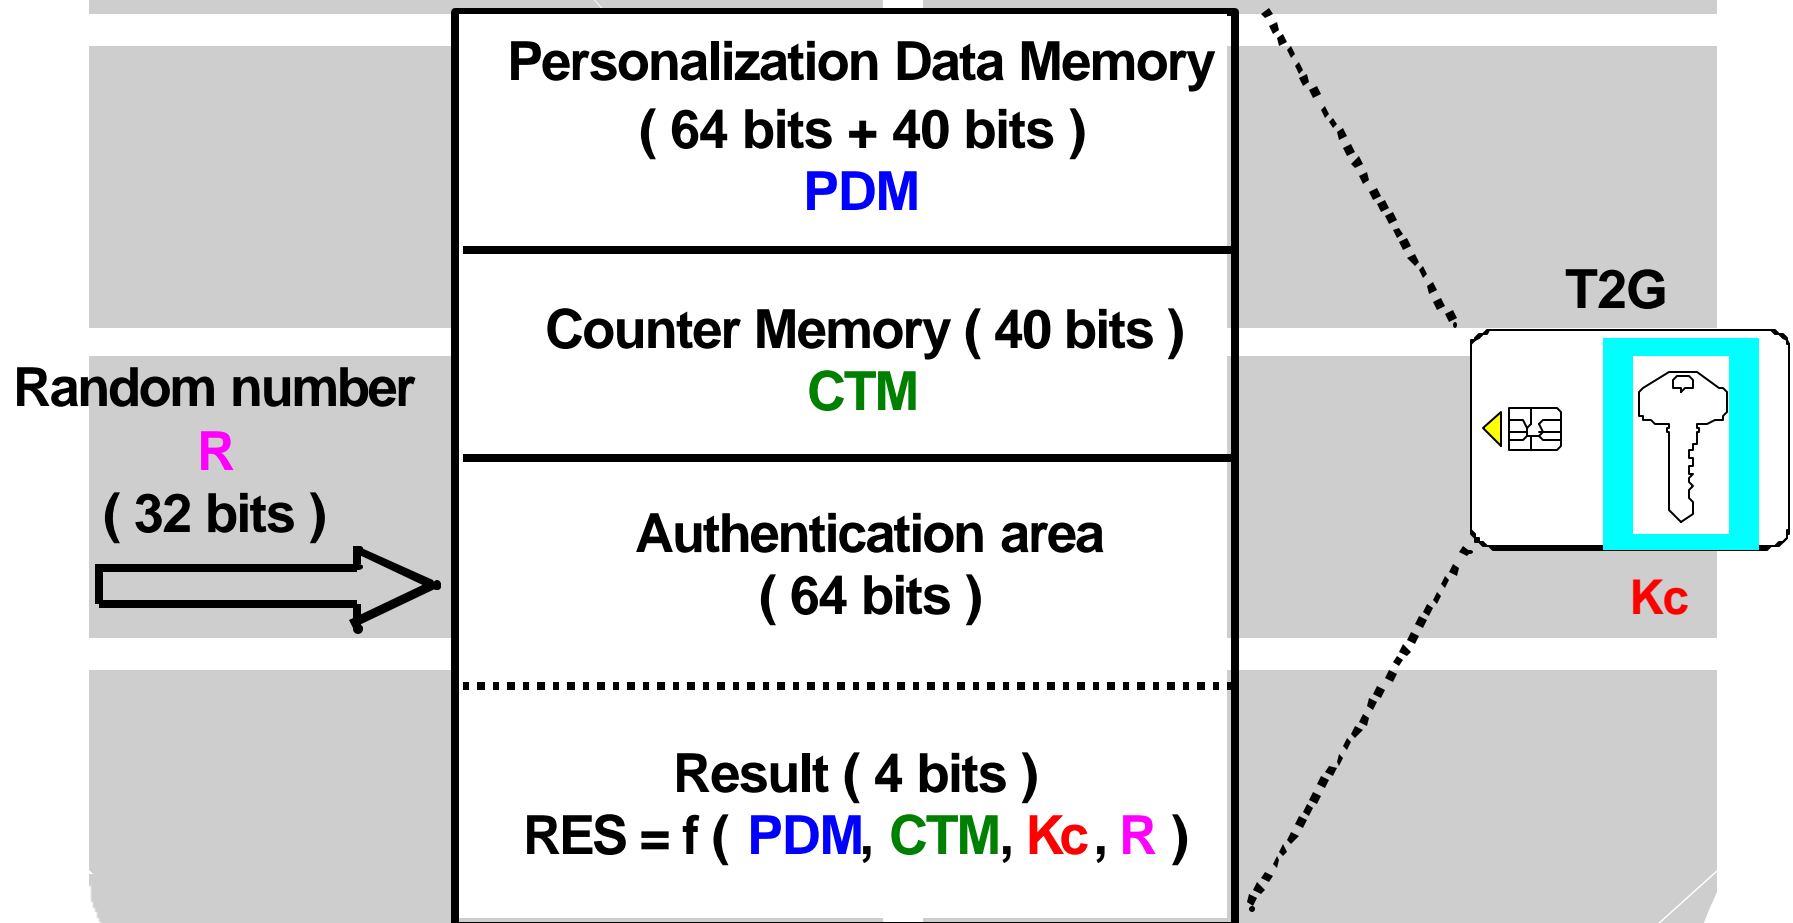 Personalization Data Memory
( 64 bits + 40 bits )
PDM
Counter Memory ( 40 bits )
CTM
Random number
R
( 32 bits )
Authentication area
( 64 bits )
Result ( 4 bits )
RES = f ( PDM, CTM, Kc, R )
T2G
Kc